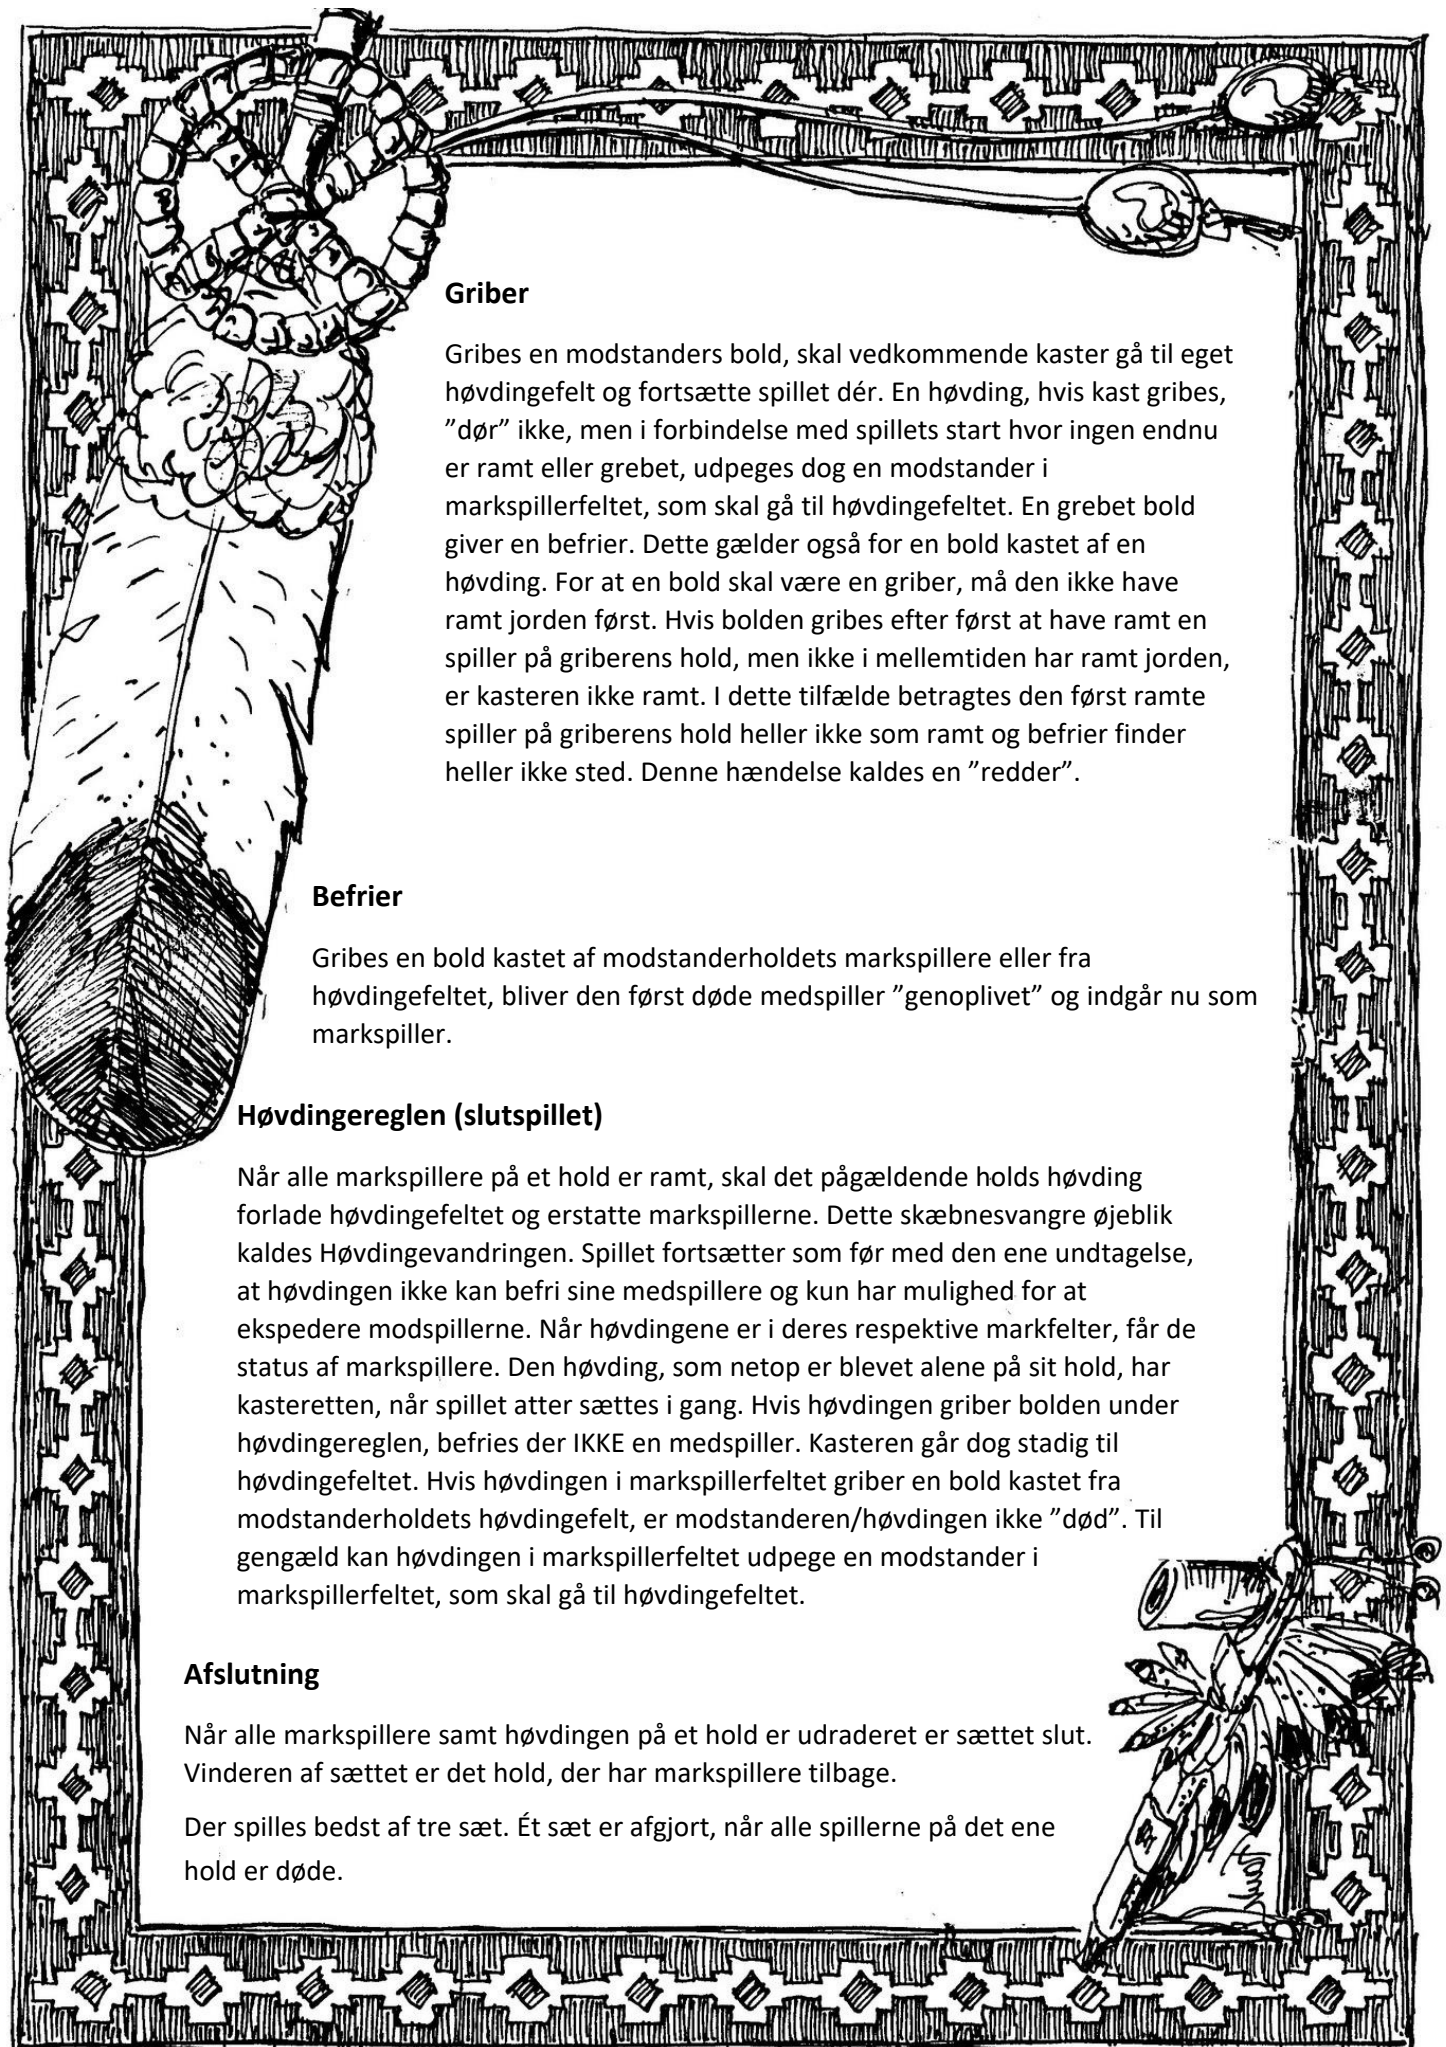 Griber
Gribes en modstanders bold, skal vedkommende kaster gå til eget
høvdingefelt og fortsætte spillet dér. En høvding, hvis kast gribes,
”dør” ikke, men i forbindelse med spillets start hvor ingen endnu
er ramt eller grebet, udpeges dog en modstander i
markspillerfeltet, som skal gå til høvdingefeltet. En grebet bold
giver en befrier. Dette gælder også for en bold kastet af en
høvding. For at en bold skal være en griber, må den ikke have
ramt jorden først. Hvis bolden gribes efter først at have ramt en
spiller på griberens hold, men ikke i mellemtiden har ramt jorden,
er kasteren ikke ramt. I dette tilfælde betragtes den først ramte
spiller på griberens hold heller ikke som ramt og befrier finder
heller ikke sted. Denne hændelse kaldes en ”redder”.
Befrier
Gribes en bold kastet af modstanderholdets markspillere eller fra
høvdingefeltet, bliver den først døde medspiller ”genoplivet” og indgår nu som
markspiller.
Høvdingereglen (slutspillet)
Når alle markspillere på et hold er ramt, skal det pågældende holds høvding
forlade høvdingefeltet og erstatte markspillerne. Dette skæbnesvangre øjeblik
kaldes Høvdingevandringen. Spillet fortsætter som før med den ene undtagelse,
at høvdingen ikke kan befri sine medspillere og kun har mulighed for at
ekspedere modspillerne. Når høvdingene er i deres respektive markfelter, får de
status af markspillere. Den høvding, som netop er blevet alene på sit hold, har
kasteretten, når spillet atter sættes i gang. Hvis høvdingen griber bolden under
høvdingereglen, befries der IKKE en medspiller. Kasteren går dog stadig til
høvdingefeltet. Hvis høvdingen i markspillerfeltet griber en bold kastet fra
modstanderholdets høvdingefelt, er modstanderen/høvdingen ikke ”død”. Til
gengæld kan høvdingen i markspillerfeltet udpege en modstander i
markspillerfeltet, som skal gå til høvdingefeltet.
Afslutning
Når alle markspillere samt høvdingen på et hold er udraderet er sættet slut.
Vinderen af sættet er det hold, der har markspillere tilbage.
Der spilles bedst af tre sæt. Ét sæt er afgjort, når alle spillerne på det ene
hold er døde.